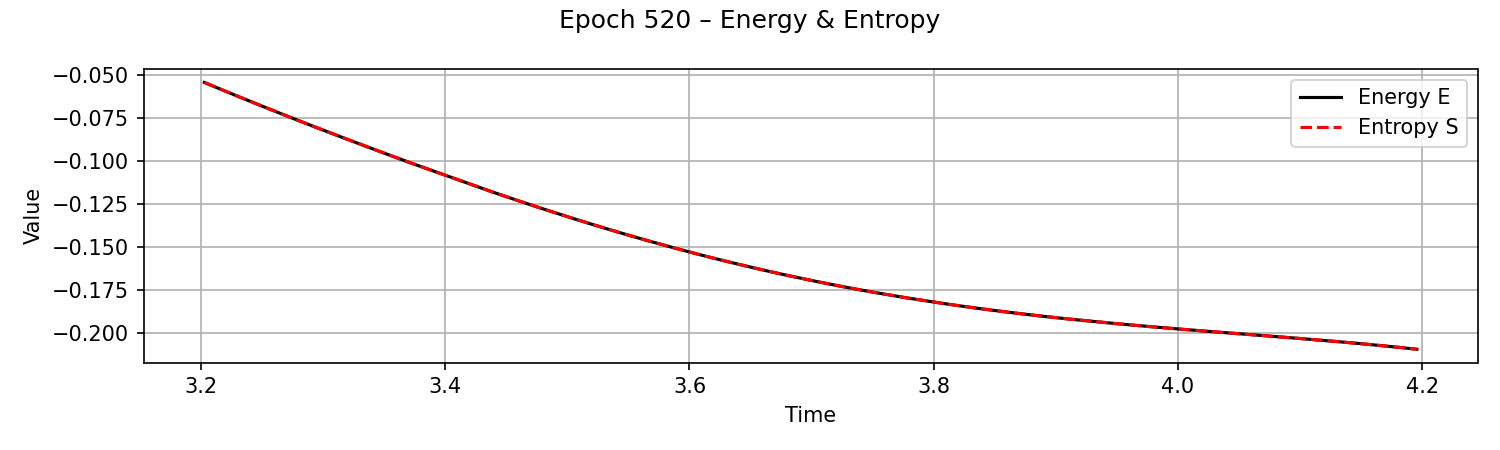 Epoch 520 – Energy & Entropy
Energy E
Entropy S
Value
−0.050
−0.075
−0.100
−0.125
−0.150
−0.175
−0.200
3.2 3.4 3.6 3.8 4.0 4.2
Time